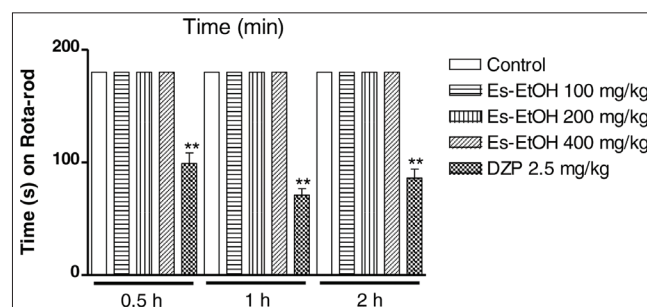 Time (min)
200
100
0
Time (s) on Rota-rod
**
**
**
0.5 h
1 h
2 h
Control
Es-EtOH 100 mg/kg
Es-EtOH 200 mg/kg
Es-EtOH 400 mg/kg
DZP 2.5 mg/kg